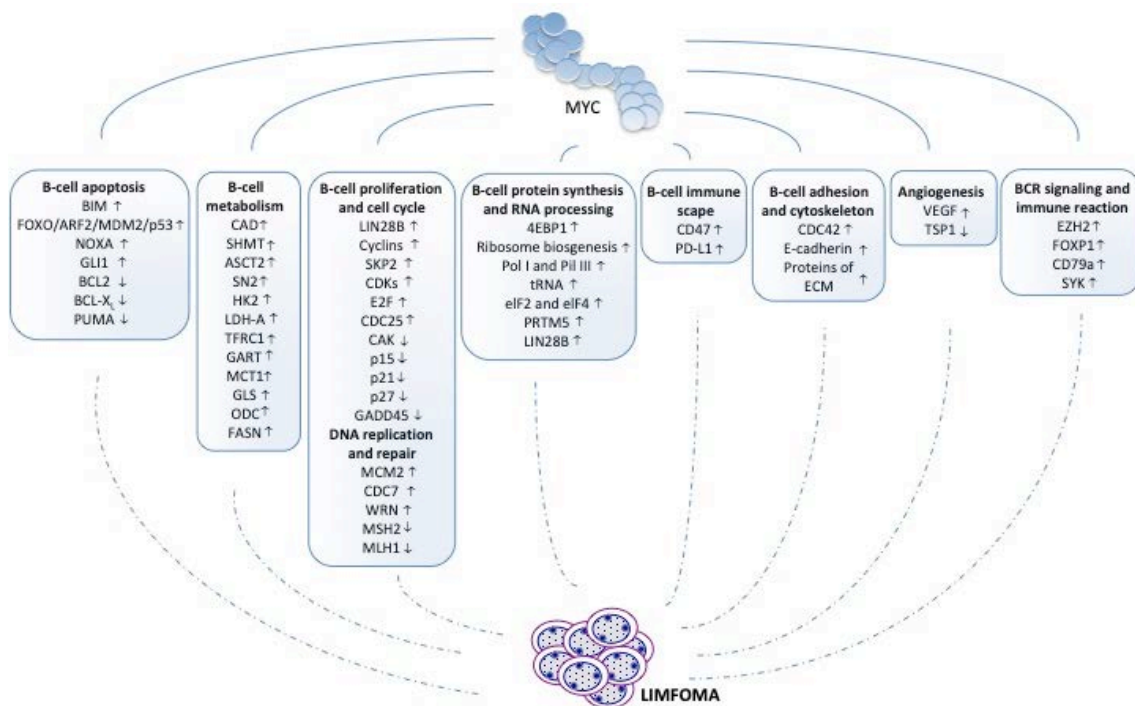 MYC
B-cell apoptosis
BIM ↑
FOXO/ARF2/MDM2/p53 ↑
NOXA ↑
GLI1 ↑
BCL2 ↓
BCL-XL ↓
PUMA ↓
B-cell
metabolism
CAD↑
SHMT↑
ASCT2↑
SN2↑
HK2 ↑
LDH-A ↑
TFRC1↑
GART ↑
MCT1↑
GLS ↑
ODC↑
FASN ↑
B-cell proliferation
and cell cycle
LIN28B ↑
Cyclins ↑
SKP2 ↑
CDKs ↑
E2F ↑
CDC25 ↑
CAK ↓
p15 ↓
p21 ↓
p27 ↓
GADD45 ↓
DNA replication
and repair
MCM2 ↑
CDC7 ↑
WRN ↑
MSH2 ↓
MLH1 ↓
B-cell protein synthesis
and RNA processing
4EBP1 ↑
Ribosome biosgenesis ↑
Pol I and Pil III ↑
tRNA ↑
eIF2 and eIF4 ↑
PRTM5 ↑
LIN28B ↑
B-cell immune
scape
CD47 ↑
PD-L1 ↑
B-cell adhesion
and cytoskeleton
CDC42 ↑
E-cadherin ↑
Proteins of
ECM ↑
Angiogenesis
VEGF ↑
TSP1 ↓
BCR signaling and
immune reaction
EZH2 ↑
FOXP1 ↑
CD79a ↑
SYK ↑
LIMFOMA